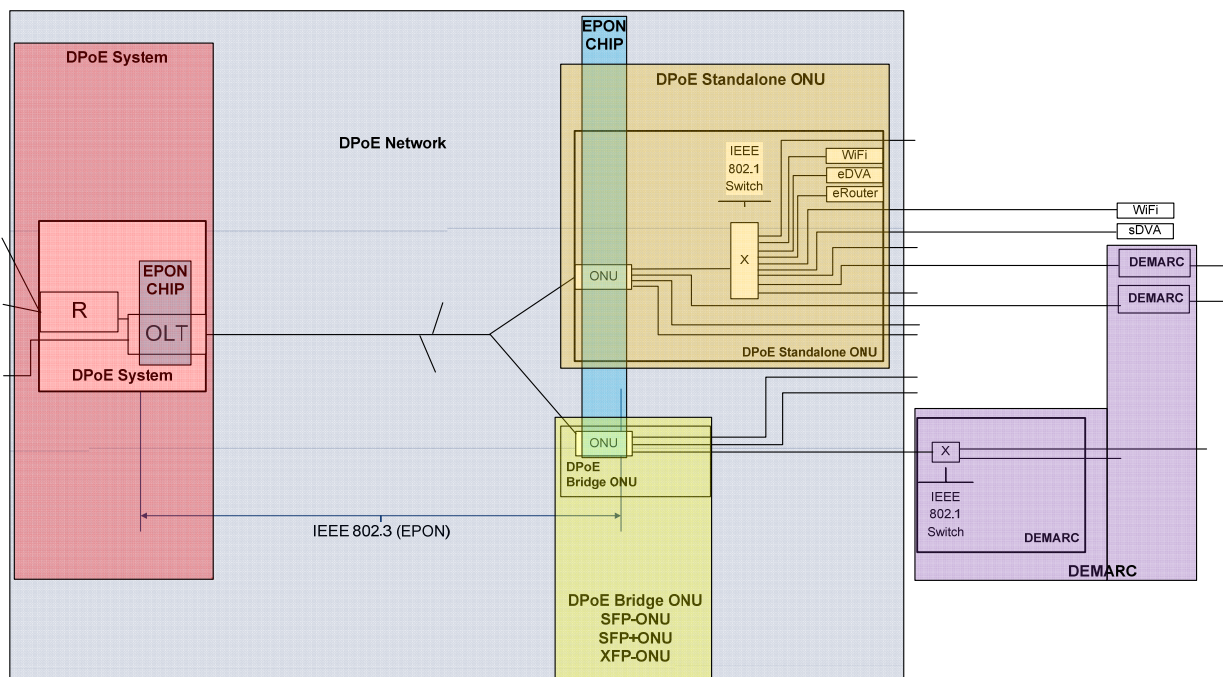 EPON
CHIP
DPoE System
DPoE Standalone ONU
DPoE Network
IEEE
802.1
Switch
WiFi
eDVA
eRouter
WiFi
sDVA
X
DEMARC
DEMARC
ONU
EPON
CHIP
R
OLT
DPoE System
DPoE Standalone ONU
ONU
DPoE
Bridge ONU
X
IEEE
802.1
Switch
DEMARC
DEMARC
IEEE 802.3 (EPON)
DPoE Bridge ONU
SFP-ONU
SFP+ONU
XFP-ONU